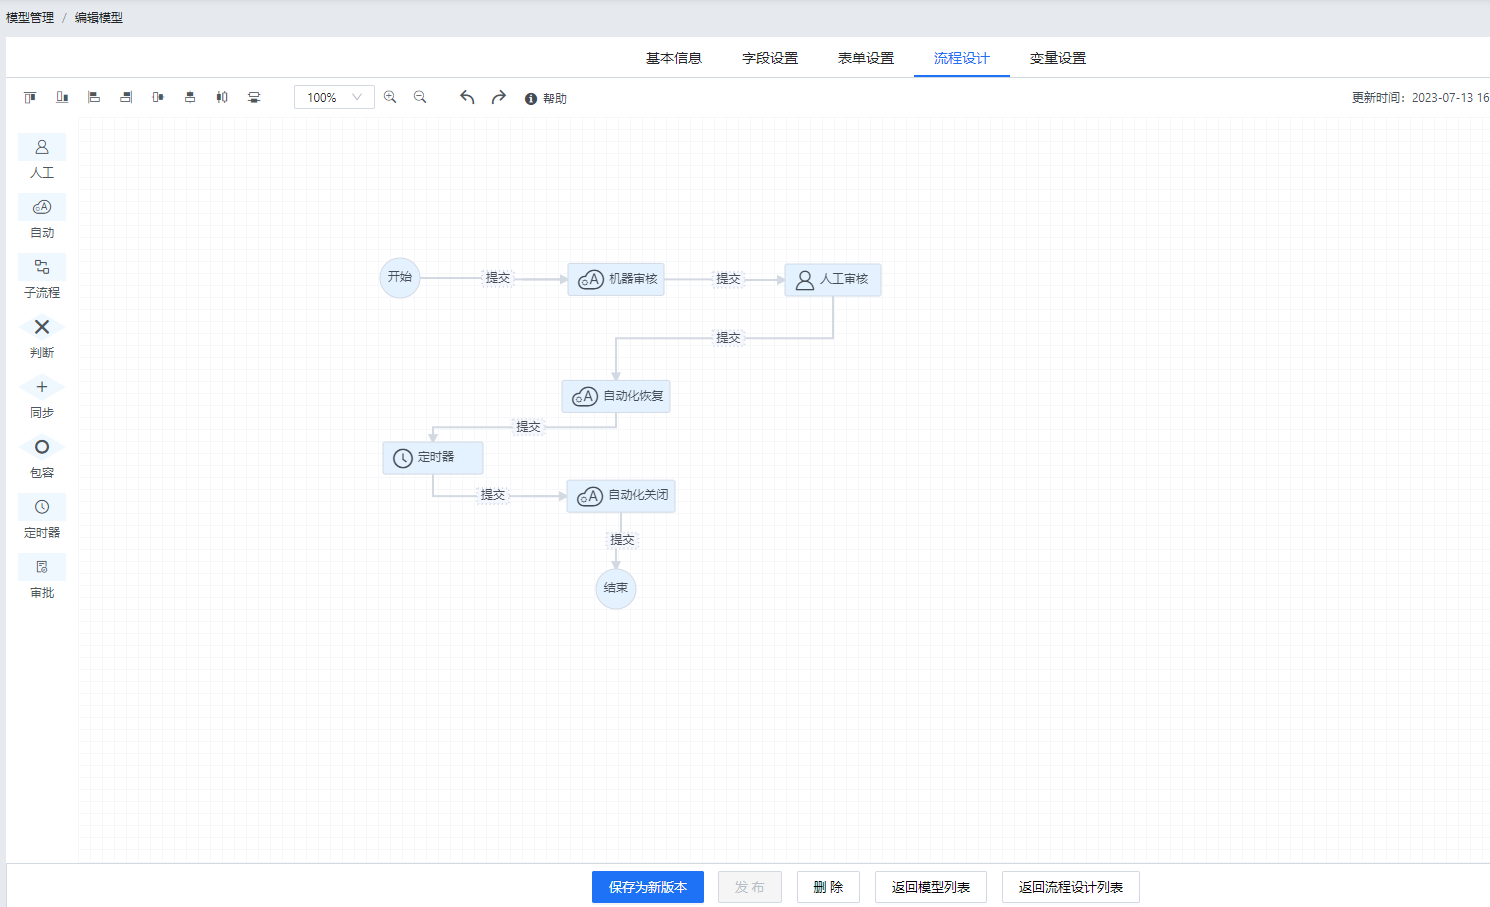 模型管理 / 编辑模型
基本信息 字段设置 表单设置 流程设计 变量设置
100% 帮助 更新时间：2023-07-13 16
人工
自动
子流程
判断
同步
包容
定时器
审批
开始
提交
机器审核
提交
人工审核
提交
自动化恢复
提交
定时器
提交
自动化关闭
提交
结束
保存为新版本 发 布 删 除 返回模型列表 返回流程设计列表